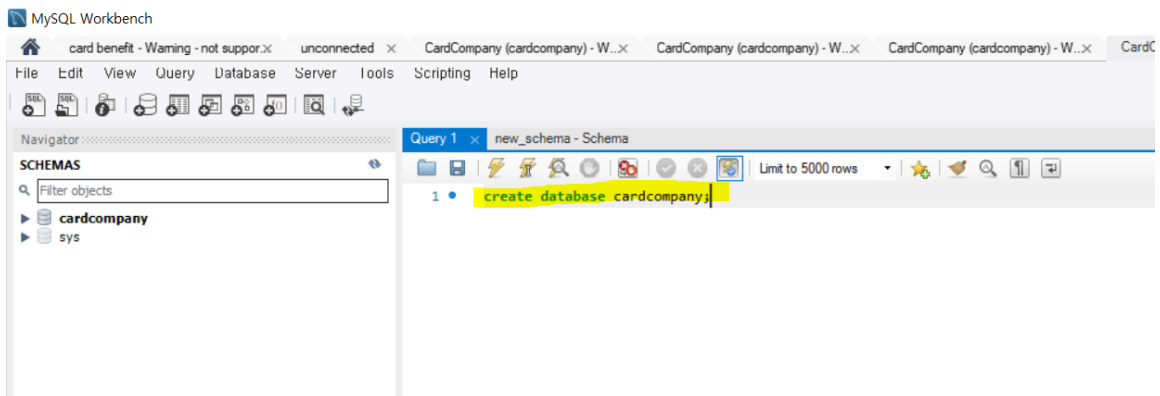 MySQL Workbench
card benefit - Warning - not suppor.x
unconnected x
CardCompany (cardcompany) - W...x
CardCompany (cardcompany) - W...x
CardCompany (cardcompany) - W...x
CardC
File Edit View Query Database Server Tools Scripting Help
Navigator
Query 1 x
new_schema - Schema
SCHEMAS
Limit to 5000 rows
Filter objects
1 create database cardcompany;
cardcompany
sys